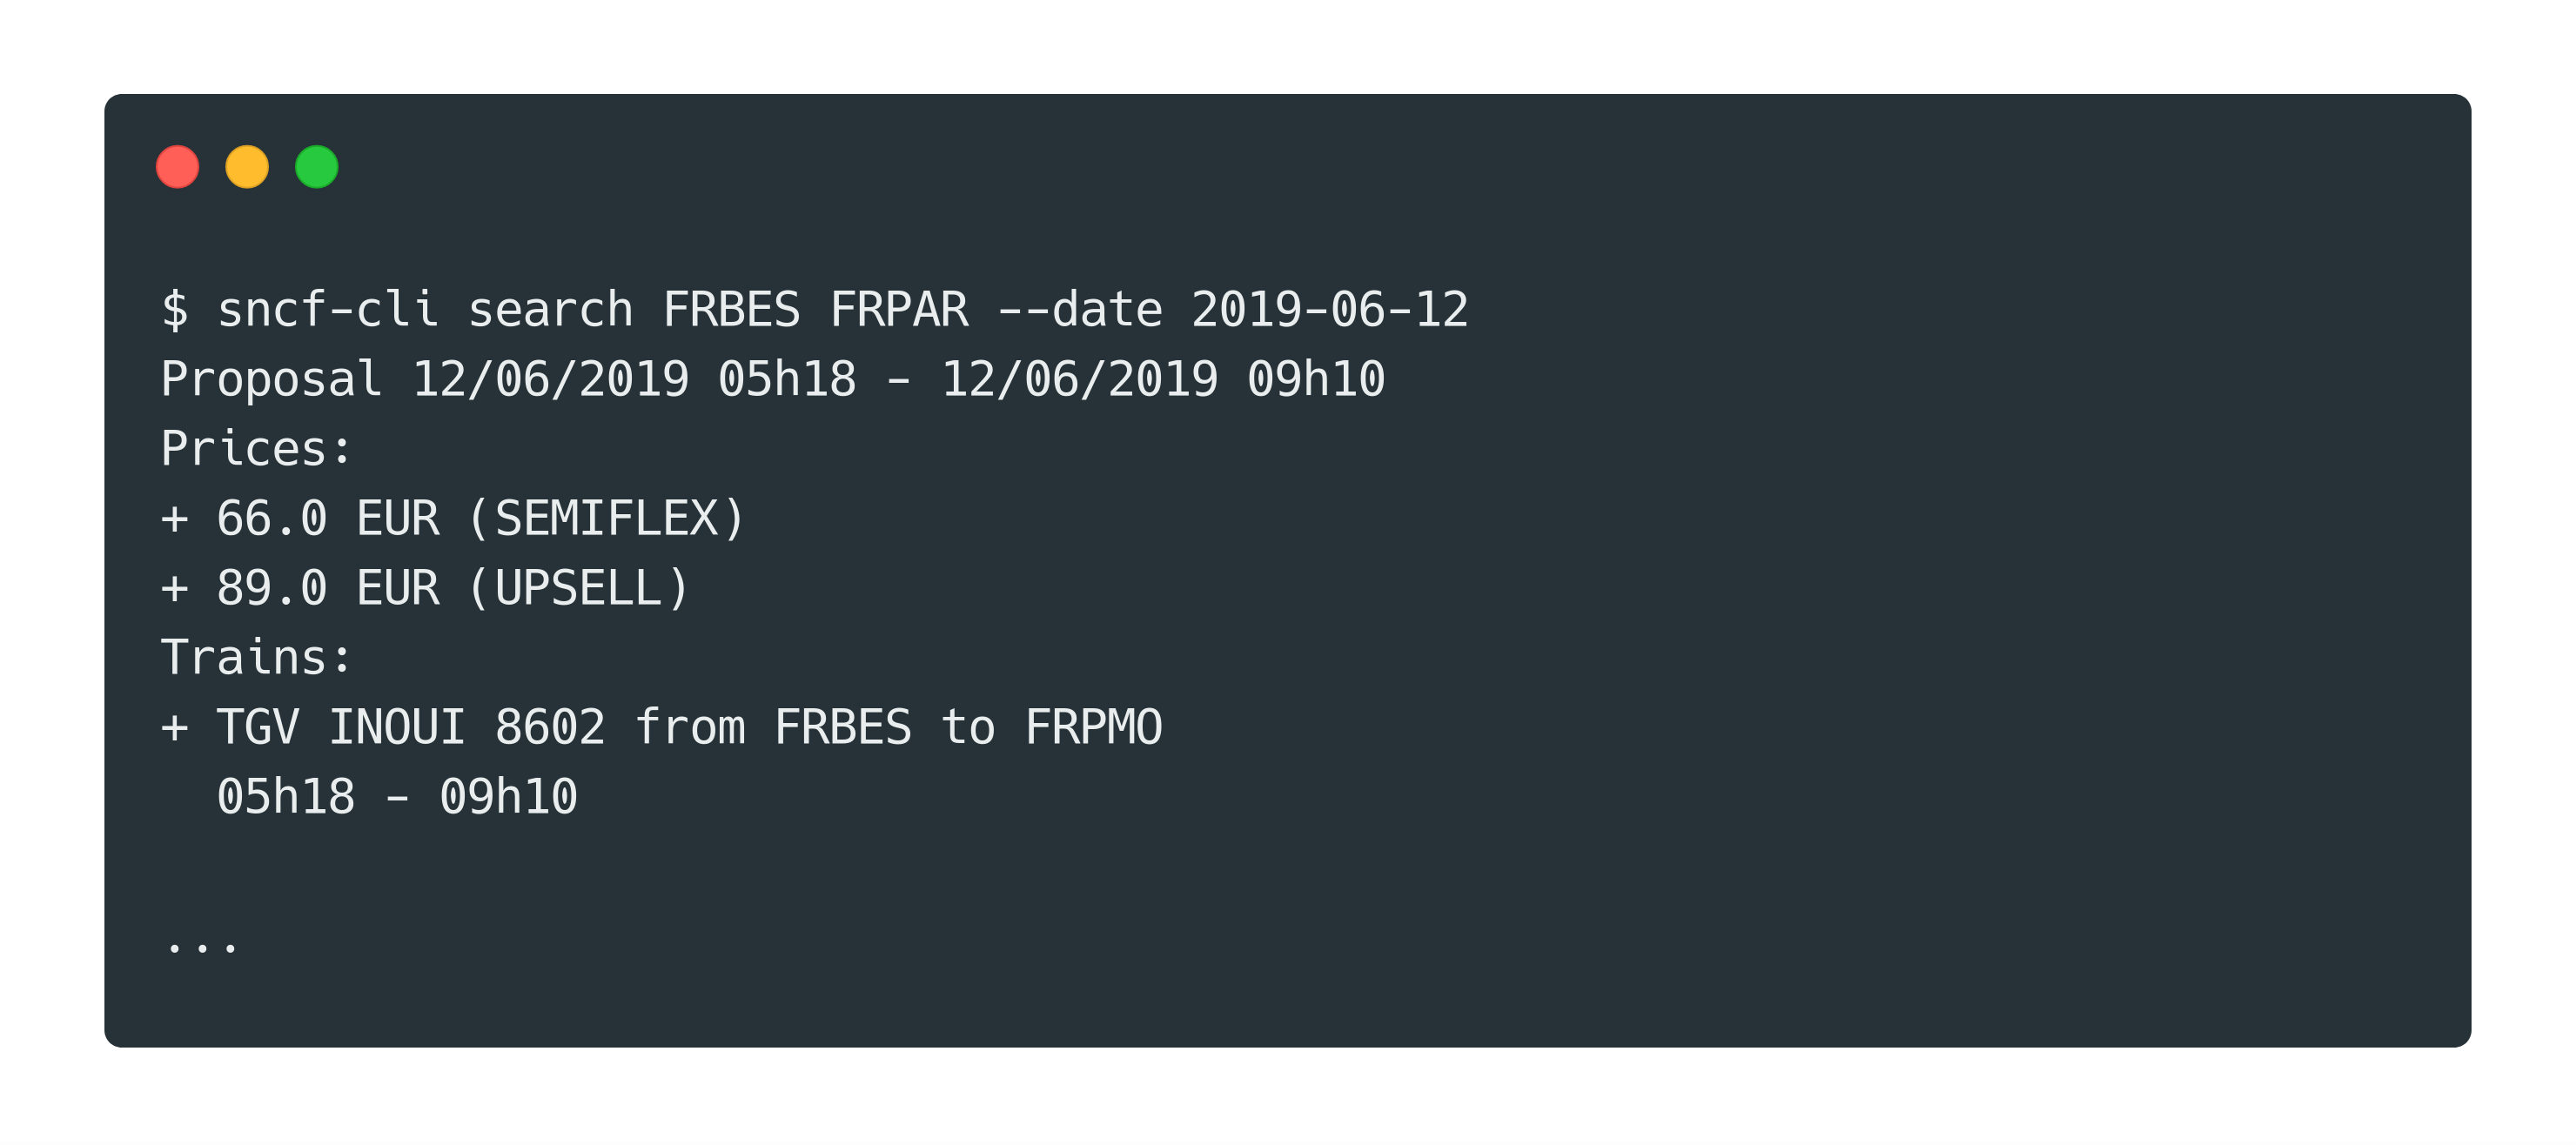 $ sncf-cli search FRBES FRPAR --date 2019-06-12
Proposal 12/06/2019 05h18 - 12/06/2019 09h10
Prices:
+ 66.0 EUR (SEMIFLEX)
+ 89.0 EUR (UPSELL)
Trains:
+ TGV INOUI 8602 from FRBES to FRPMO
  05h18 - 09h10
...